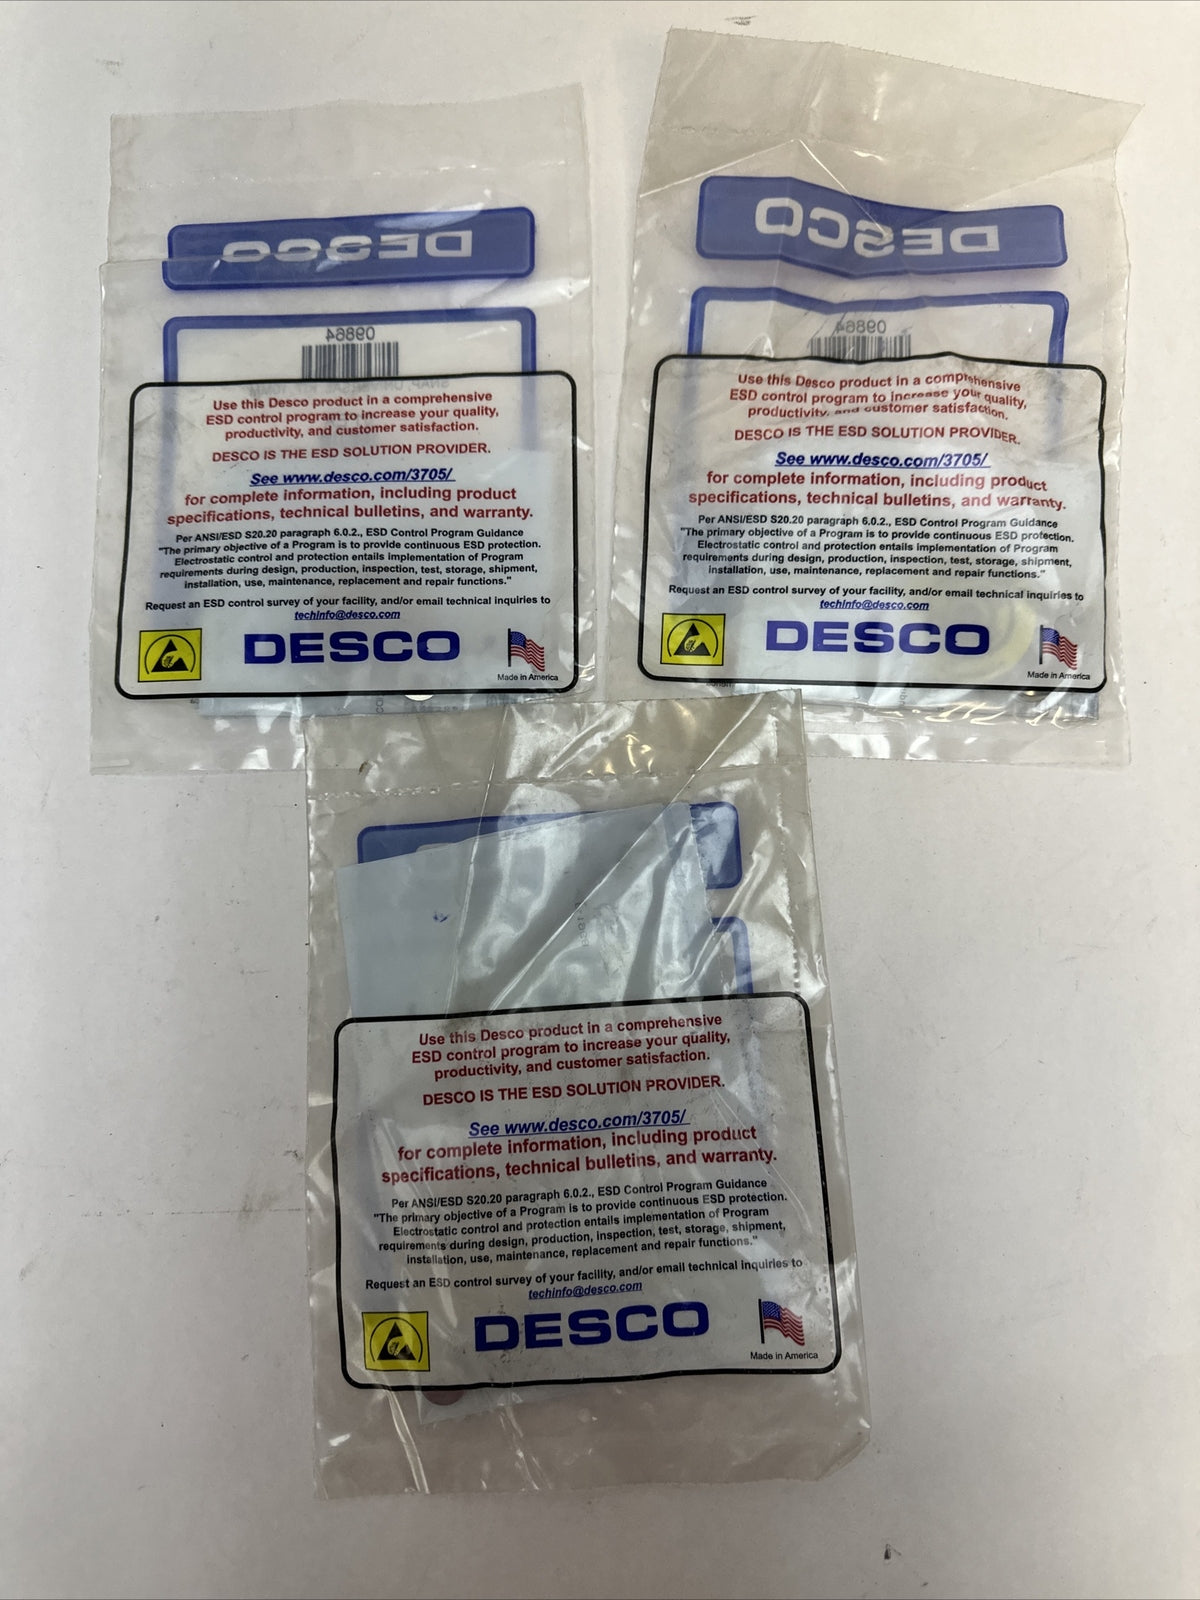 DESCO
09864
SNAP, UNIVERSAL KIT, 10MM
Use this Desco product in a comprehensive
ESD control program to increase your quality,
productivity, and customer satisfaction.
DESCO IS THE ESD SOLUTION PROVIDER.
See www.desco.com/3705/
for complete information, including product
specifications, technical bulletins, and warranty.
Per ANSI/ESD S20.20 paragraph 6.0.2., ESD Control Program Guidance
"The primary objective of a Program is to provide continuous ESD protection.
Electrostatic control and protection entails implementation of Program
requirements during design, production, inspection, test, storage, shipment,
installation, use, maintenance, replacement and repair functions."
Request an ESD control survey of your facility, and/or email technical inquiries to
techinfo@desco.com
DESCO
Made in America
DESCO
09864
Use this Desco product in a comprehensive
ESD control program to increase your quality,
productivity, and customer satisfaction.
DESCO IS THE ESD SOLUTION PROVIDER.
See www.desco.com/3705/
for complete information, including product
specifications, technical bulletins, and warranty.
Per ANSI/ESD S20.20 paragraph 6.0.2., ESD Control Program Guidance
"The primary objective of a Program is to provide continuous ESD protection.
Electrostatic control and protection entails implementation of Program
requirements during design, production, inspection, test, storage, shipment,
installation, use, maintenance, replacement and repair functions."
Request an ESD control survey of your facility, and/or email technical inquiries to
techinfo@desco.com
DESCO
Made in America
Use this Desco product in a comprehensive
ESD control program to increase your quality,
productivity, and customer satisfaction.
DESCO IS THE ESD SOLUTION PROVIDER.
See www.desco.com/3705/
for complete information, including product
specifications, technical bulletins, and warranty.
Per ANSI/ESD S20.20 paragraph 6.0.2., ESD Control Program Guidance
"The primary objective of a Program is to provide continuous ESD protection.
Electrostatic control and protection entails implementation of Program
requirements during design, production, inspection, test, storage, shipment,
installation, use, maintenance, replacement and repair functions."
Request an ESD control survey of your facility, and/or email technical inquiries to
techinfo@desco.com
DESCO
Made in America